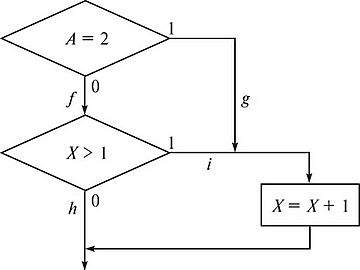 A = 2
1
0
f
g
X > 1
1
i
h
0
X = X + 1